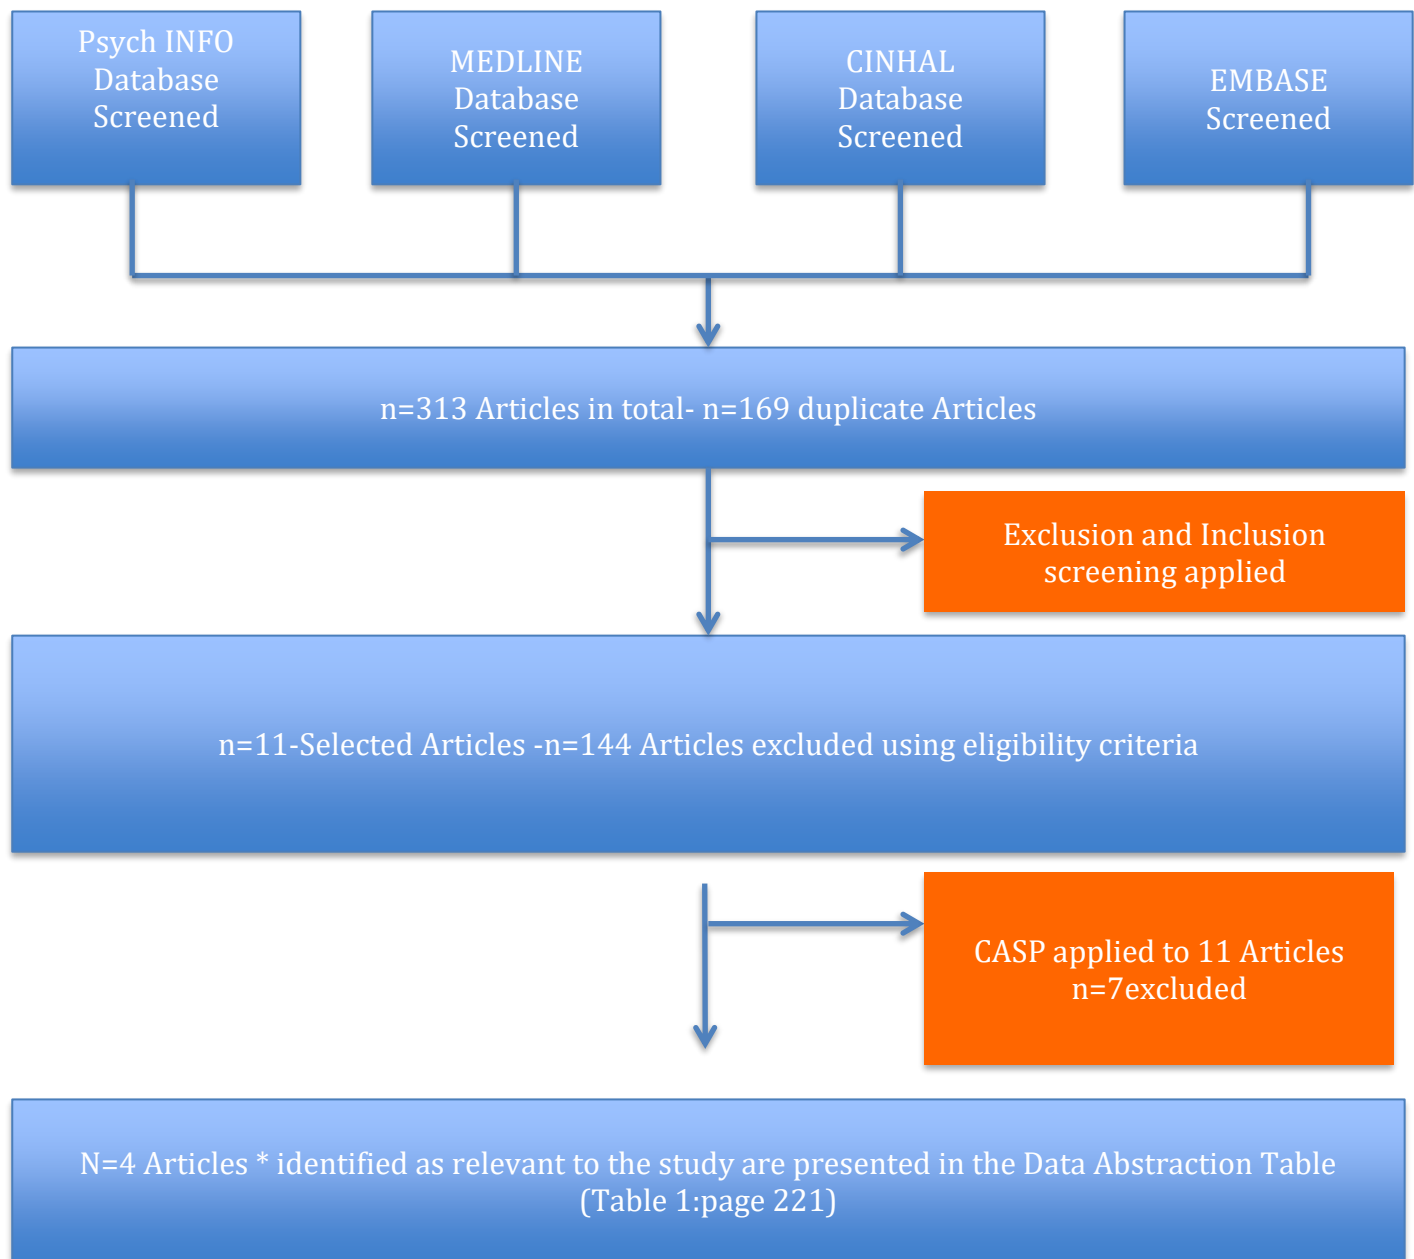 Psych INFO
Database
Screened
MEDLINE
Database
Screened
CINHAL
Database
Screened
EMBASE
Screened
n=313 Articles in total- n=169 duplicate Articles
Exclusion and Inclusion
screening applied
n=11-Selected Articles -n=144 Articles excluded using eligibility criteria
CASP applied to 11 Articles
n=7excluded
N=4 Articles * identified as relevant to the study are presented in the Data Abstraction Table
(Table 1:page 221)